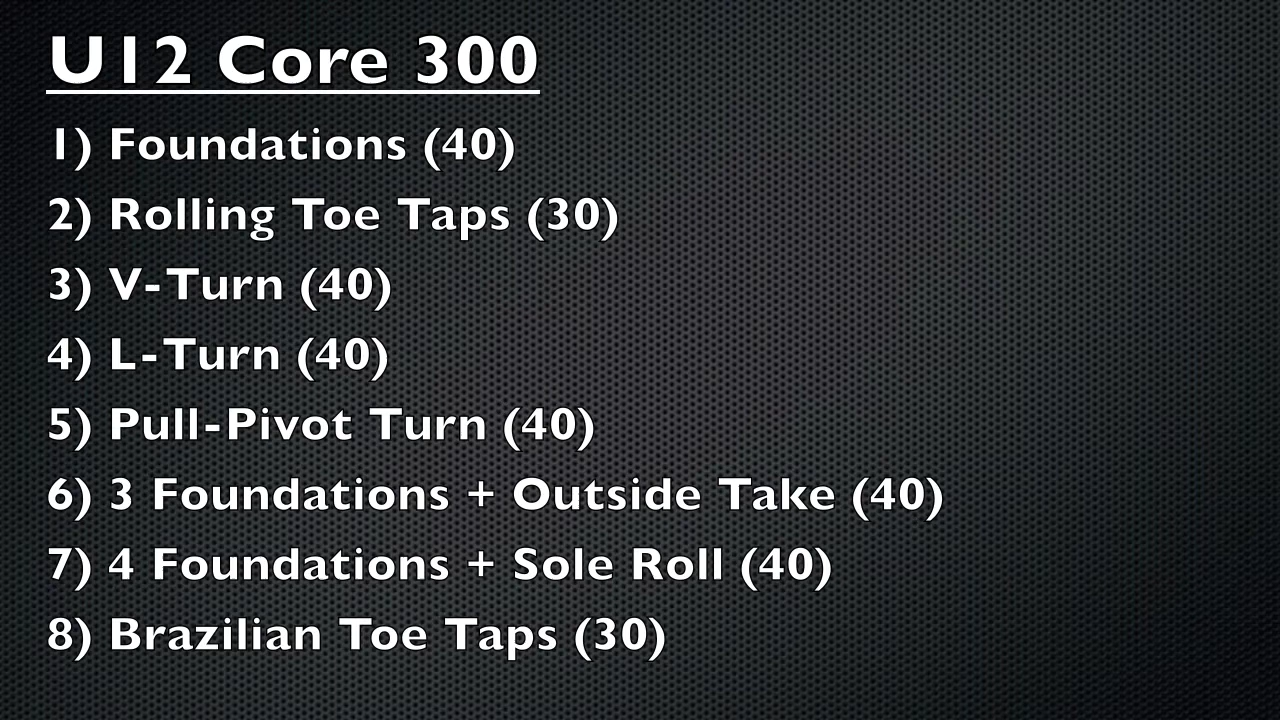 U12 Core 300
1) Foundations (40)
2) Rolling Toe Taps (30)
3) V-Turn (40)
4) L-Turn (40)
5) Pull-Pivot Turn (40)
6) 3 Foundations + Outside Take (40)
7) 4 Foundations + Sole Roll (40)
8) Brazilian Toe Taps (30)